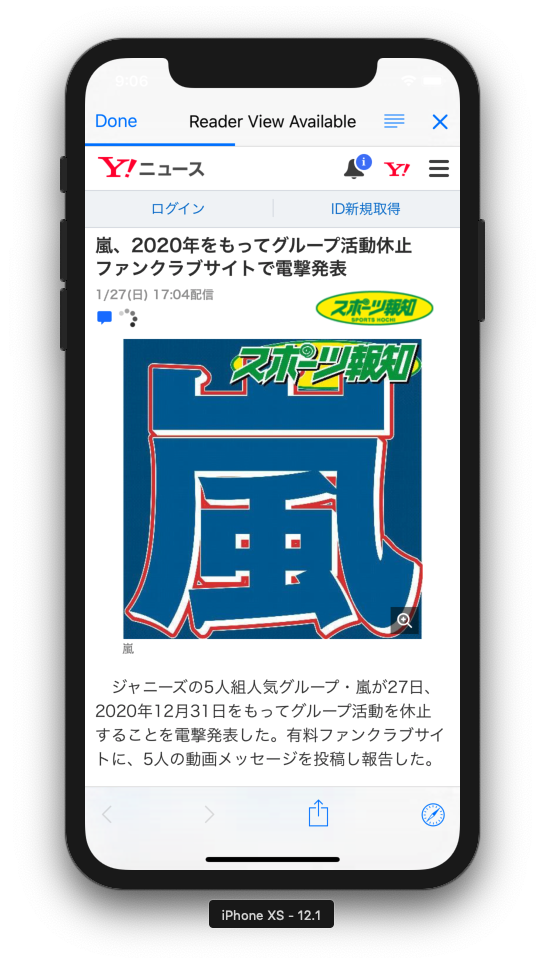 9:06
Done
Reader View Available
Y!ニュース
i
Y!
ログイン
ID新規取得
嵐、2020年をもってグループ活動休止
ファンクラブサイトで電撃発表
1/27(日) 17:04配信
スポーツ報知
SPORTS HOCHI
スポーツ報知
嵐
嵐
ジャニーズの5人組人気グループ・嵐が27日、
2020年12月31日をもってグループ活動を休止
することを電撃発表した。有料ファンクラブサイ
トに、5人の動画メッセージを投稿し報告した。
iPhone XS - 12.1